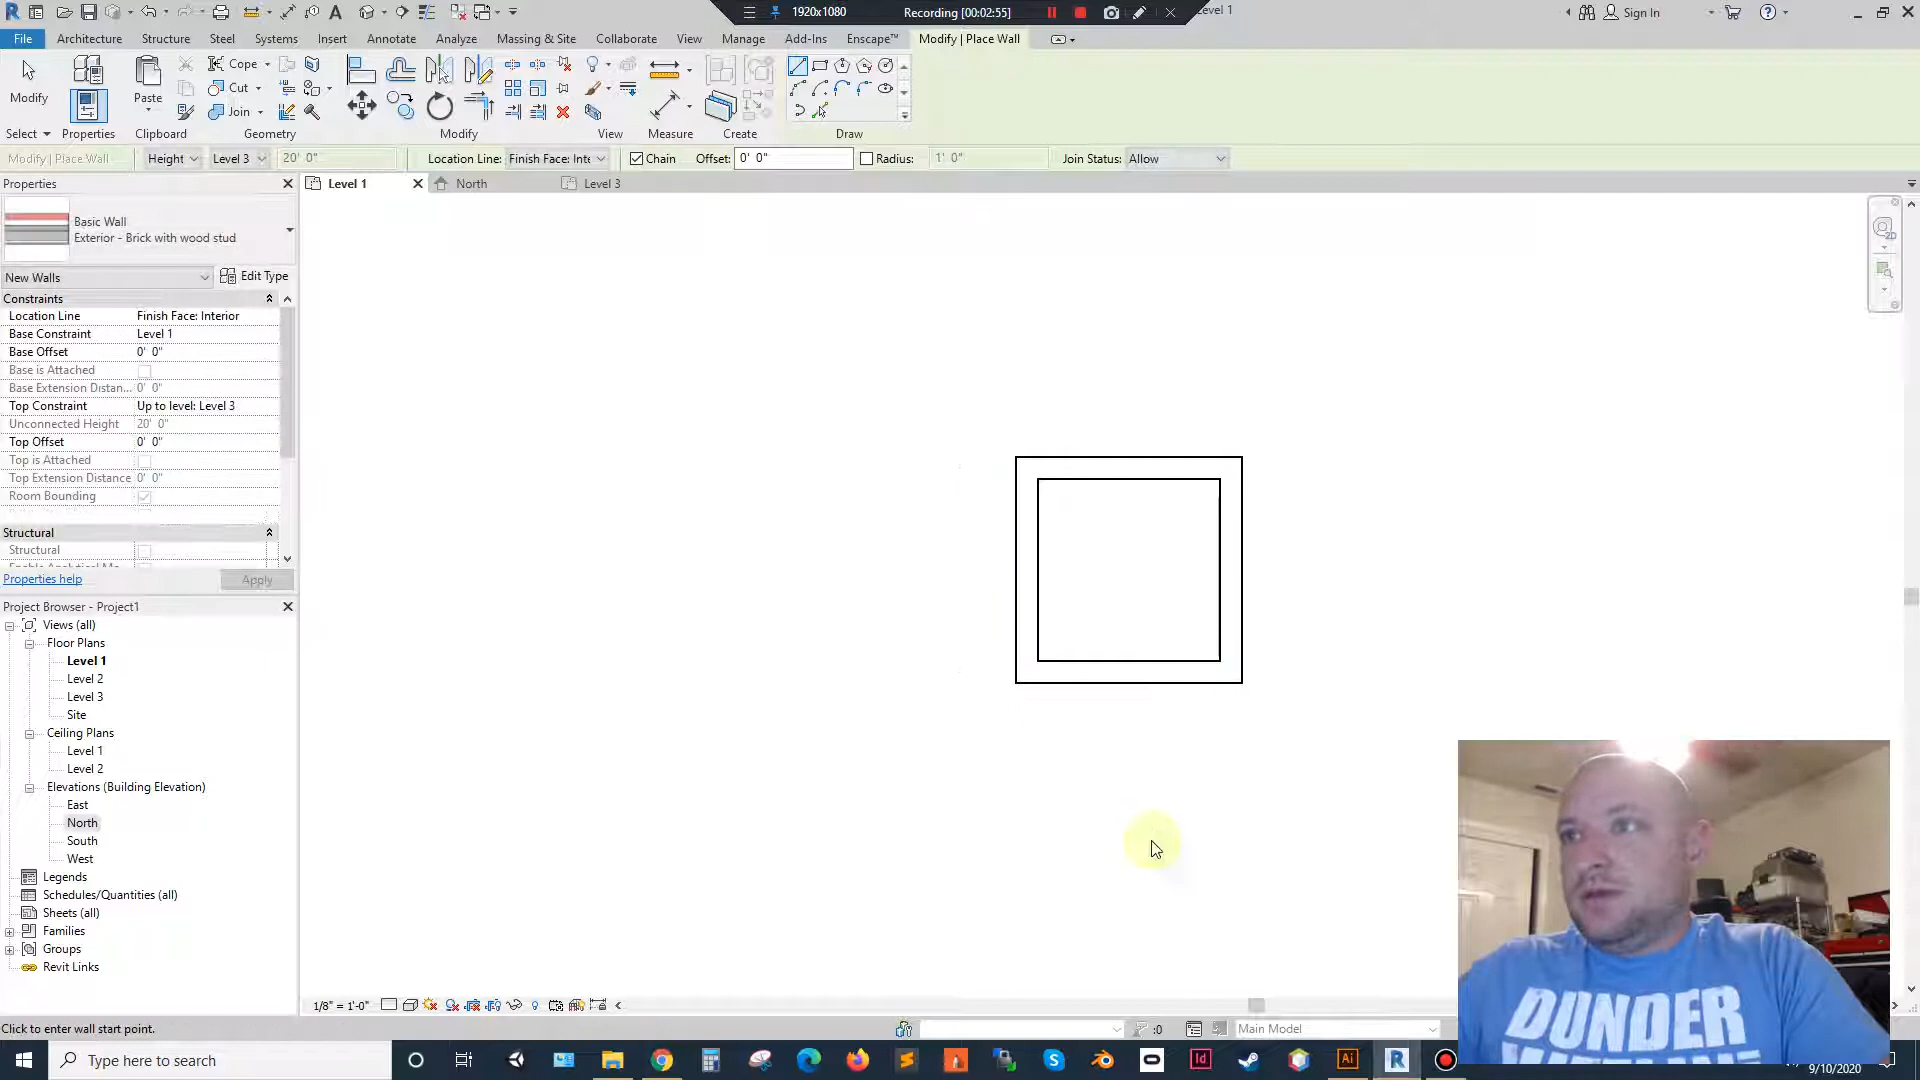 1920x1080
Recording [00:02:55]
Level 1
Sign In
File
Architecture
Structure
Steel
Systems
Insert
Annotate
Analyze
Massing & Site
Collaborate
View
Manage
Add-Ins
Enscape™
Modify | Place Wall
Modify
Paste
Cope
Cut
Join
Select
Properties
Clipboard
Geometry
Modify
View
Measure
Create
Draw
Modify | Place Wall
Height
Level 3
20' 0"
Location Line:
Finish Face: Inte
Chain
Offset:
0' 0"
Radius:
1' 0"
Join Status:
Allow
Properties
Level 1
North
Level 3
Basic Wall
Exterior - Brick with wood stud
New Walls
Edit Type
Constraints
Location Line Finish Face: Interior
Base Constraint Level 1
Base Offset 0' 0"
Base is Attached
Base Extension Distan... 0' 0"
Top Constraint Up to level: Level 3
Unconnected Height 20' 0"
Top Offset 0' 0"
Top is Attached
Top Extension Distance 0' 0"
Room Bounding
Structural
Structural
Properties help
Apply
Project Browser - Project1
Views (all)
Floor Plans
Level 1
Level 2
Level 3
Site
Ceiling Plans
Level 1
Level 2
Elevations (Building Elevation)
East
North
South
West
Legends
Schedules/Quantities (all)
Sheets (all)
Families
Groups
Revit Links
1/8" = 1'-0"
Click to enter wall start point.
:0
Main Model
DUNDER
Type here to search
9/10/2020